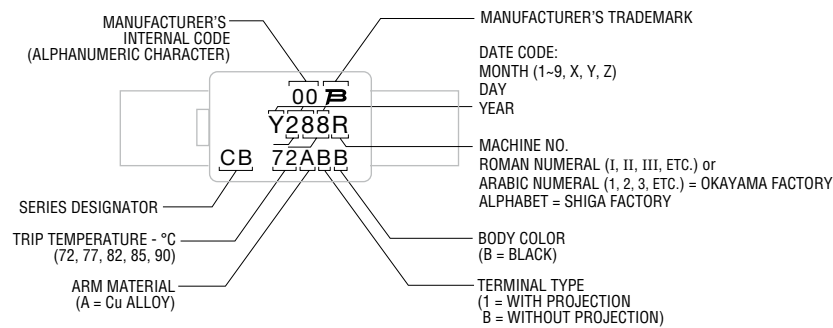 MANUFACTURER'S
INTERNAL CODE
(ALPHANUMERIC CHARACTER)
MANUFACTURER'S TRADEMARK
DATE CODE:
MONTH (1~9, X, Y, Z)
DAY
YEAR
00 B
Y288R
CB 72ABB
MACHINE NO.
ROMAN NUMERAL (I, II, III, ETC.) or
ARABIC NUMERAL (1, 2, 3, ETC.) = OKAYAMA FACTORY
ALPHABET = SHIGA FACTORY
SERIES DESIGNATOR
TRIP TEMPERATURE - °C
(72, 77, 82, 85, 90)
ARM MATERIAL
(A = Cu ALLOY)
BODY COLOR
(B = BLACK)
TERMINAL TYPE
(1 = WITH PROJECTION
B = WITHOUT PROJECTION)